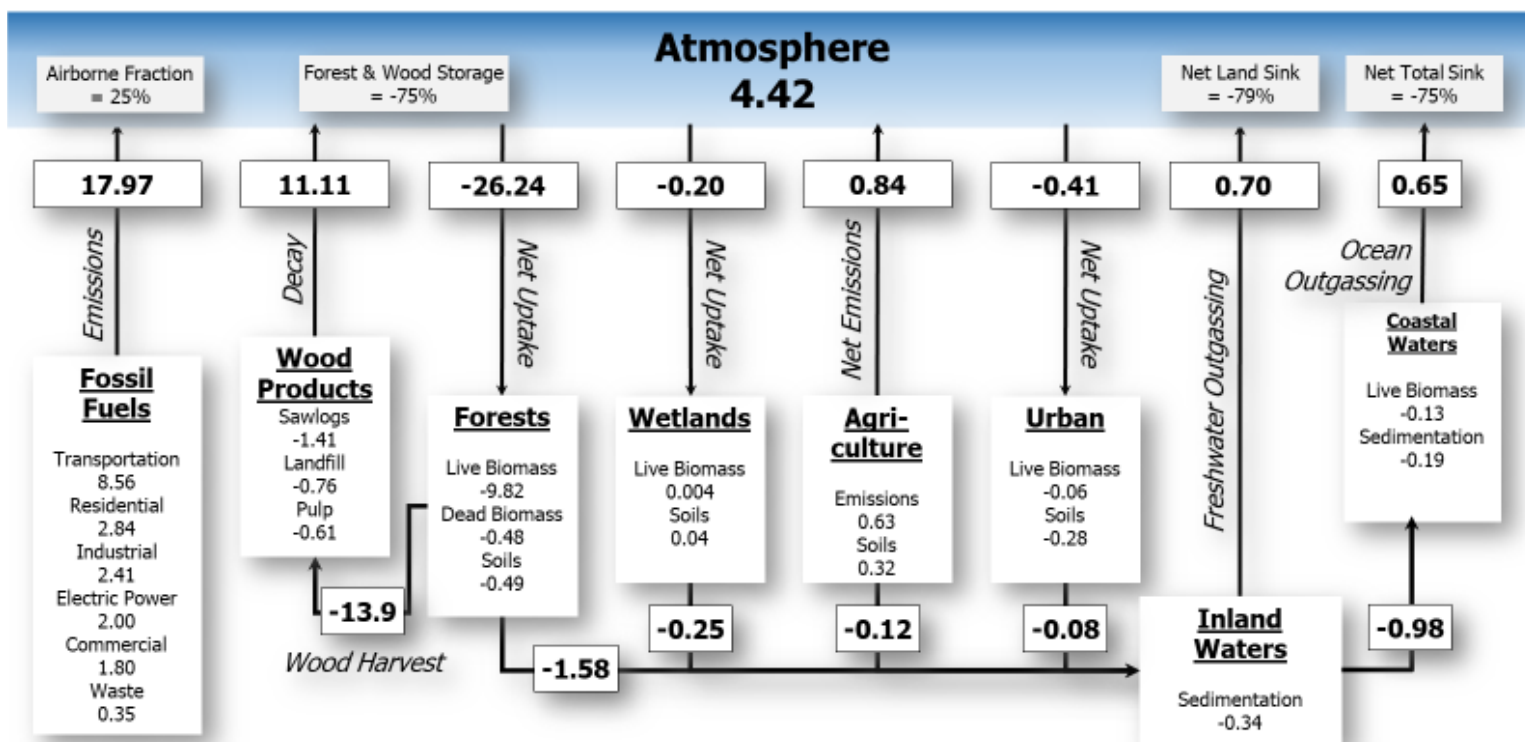 Atmosphere
4.42
Airborne Fraction
= 25%
Forest & Wood Storage
= -75%
Net Land Sink
= -79%
Net Total Sink
= -75%
17.97
11.11
-26.24
-0.20
0.84
-0.41
0.70
0.65
Emissions
Decay
Net Uptake
Net Uptake
Net Emissions
Net Uptake
Freshwater Outgassing
Ocean
Outgassing
Fossil
Fuels
Transportation
8.56
Residential
2.84
Industrial
2.41
Electric Power
2.00
Commercial
1.80
Waste
0.35
Wood
Products
Sawlogs
-1.41
Landfill
-0.76
Pulp
-0.61
Forests
Live Biomass
-9.82
Dead Biomass
-0.48
Soils
-0.49
Wetlands
Live Biomass
0.004
Soils
0.04
Agri-
culture
Emissions
0.63
Soils
0.32
Urban
Live Biomass
-0.06
Soils
-0.28
Coastal
Waters
Live Biomass
-0.13
Sedimentation
-0.19
-13.9
Wood Harvest
-1.58
-0.25
-0.12
-0.08
Inland
Waters
Sedimentation
-0.34
-0.98